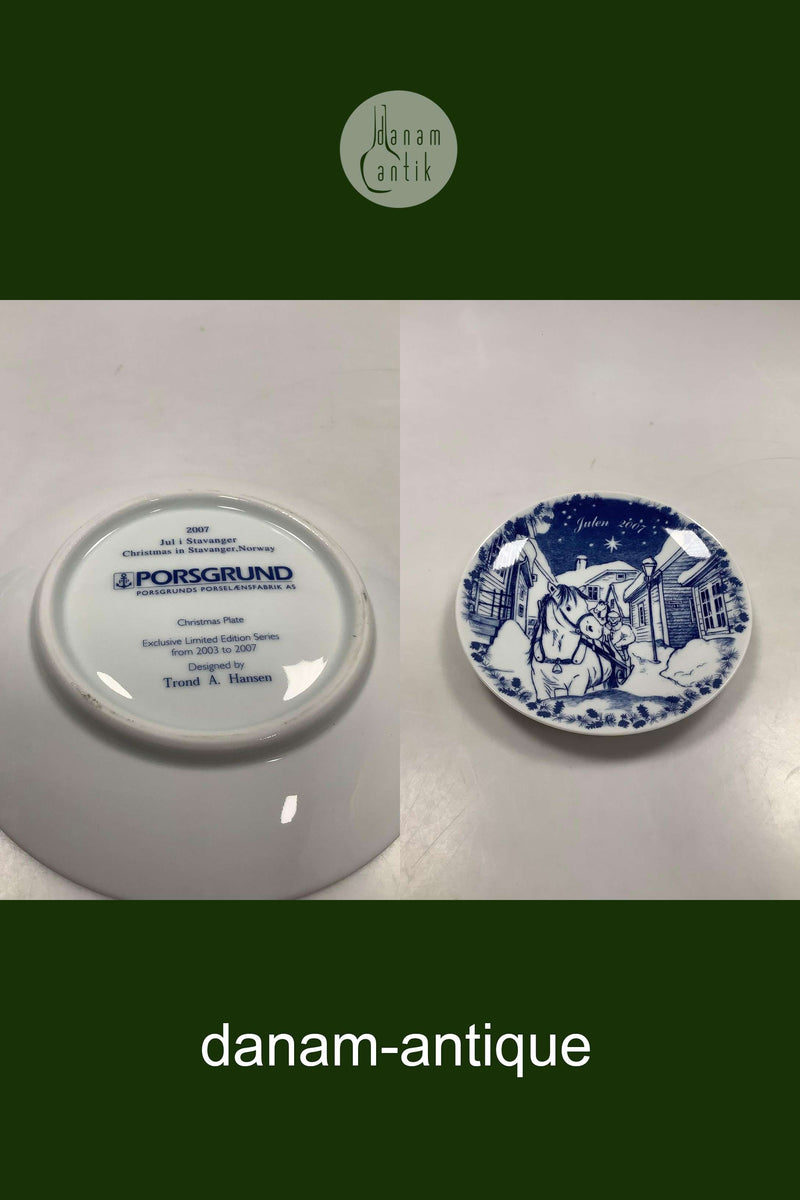 danam
antik
2007
Jul i Stavanger
Christmas in Stavanger,Norway
PORSGRUND
PORSGRUNDS PORSELÆNSFABRIK AS
Christmas Plate
Exclusive Limited Edition Series
from 2003 to 2007
Designed by
Trond A. Hansen
Julen 2007
danam-antique